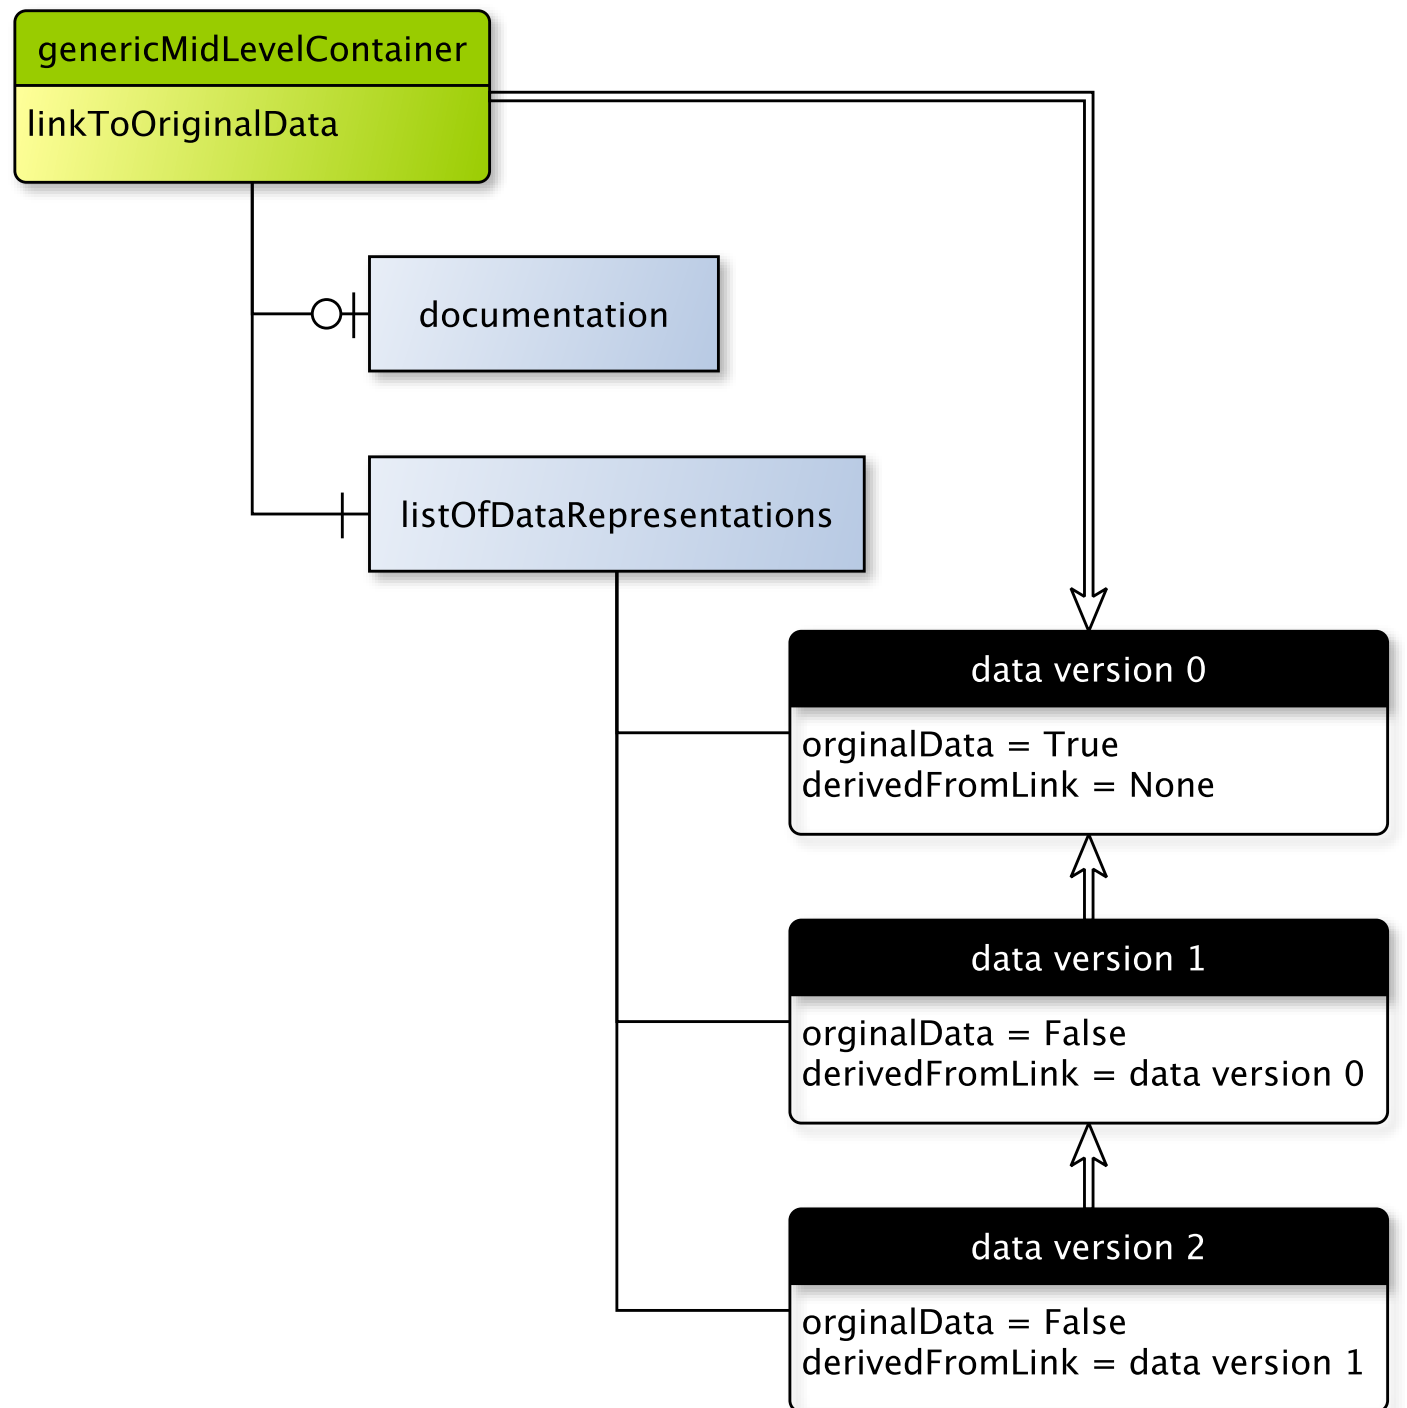 genericMidLevelContainer
linkToOriginalData
documentation
listOfDataRepresentations
data version 0
orginalData = True
derivedFromLink = None
data version 1
orginalData = False
derivedFromLink = data version 0
data version 2
orginalData = False
derivedFromLink = data version 1